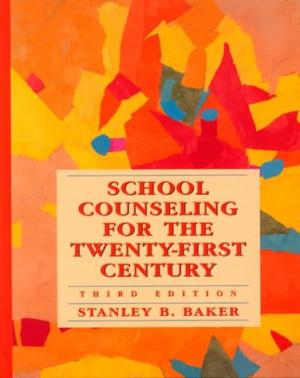 SCHOOL
COUNSELING
FOR THE
TWENTY-FIRST
CENTURY
THIRD EDITION
STANLEY B. BAKER